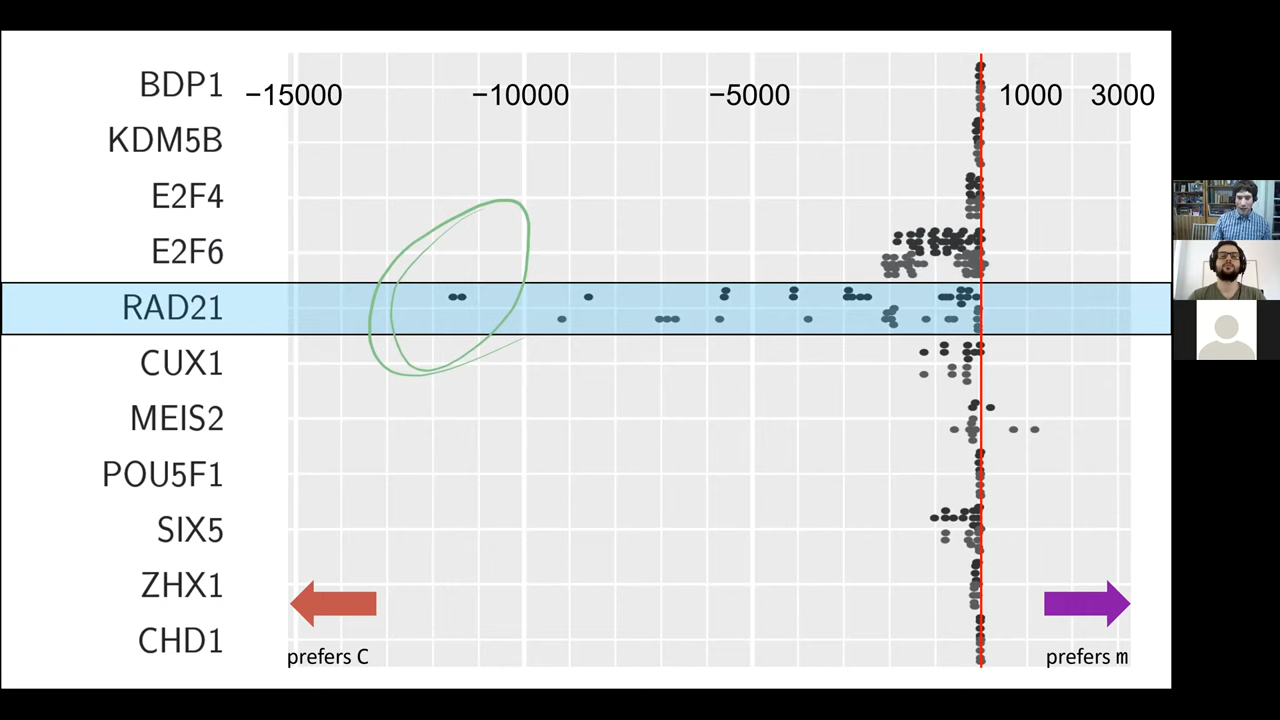 BDP1
−15000 −10000 −5000 1000 3000
KDM5B
E2F4
E2F6
RAD21
CUX1
MEIS2
POU5F1
SIX5
ZHX1
CHD1
prefers C prefers m